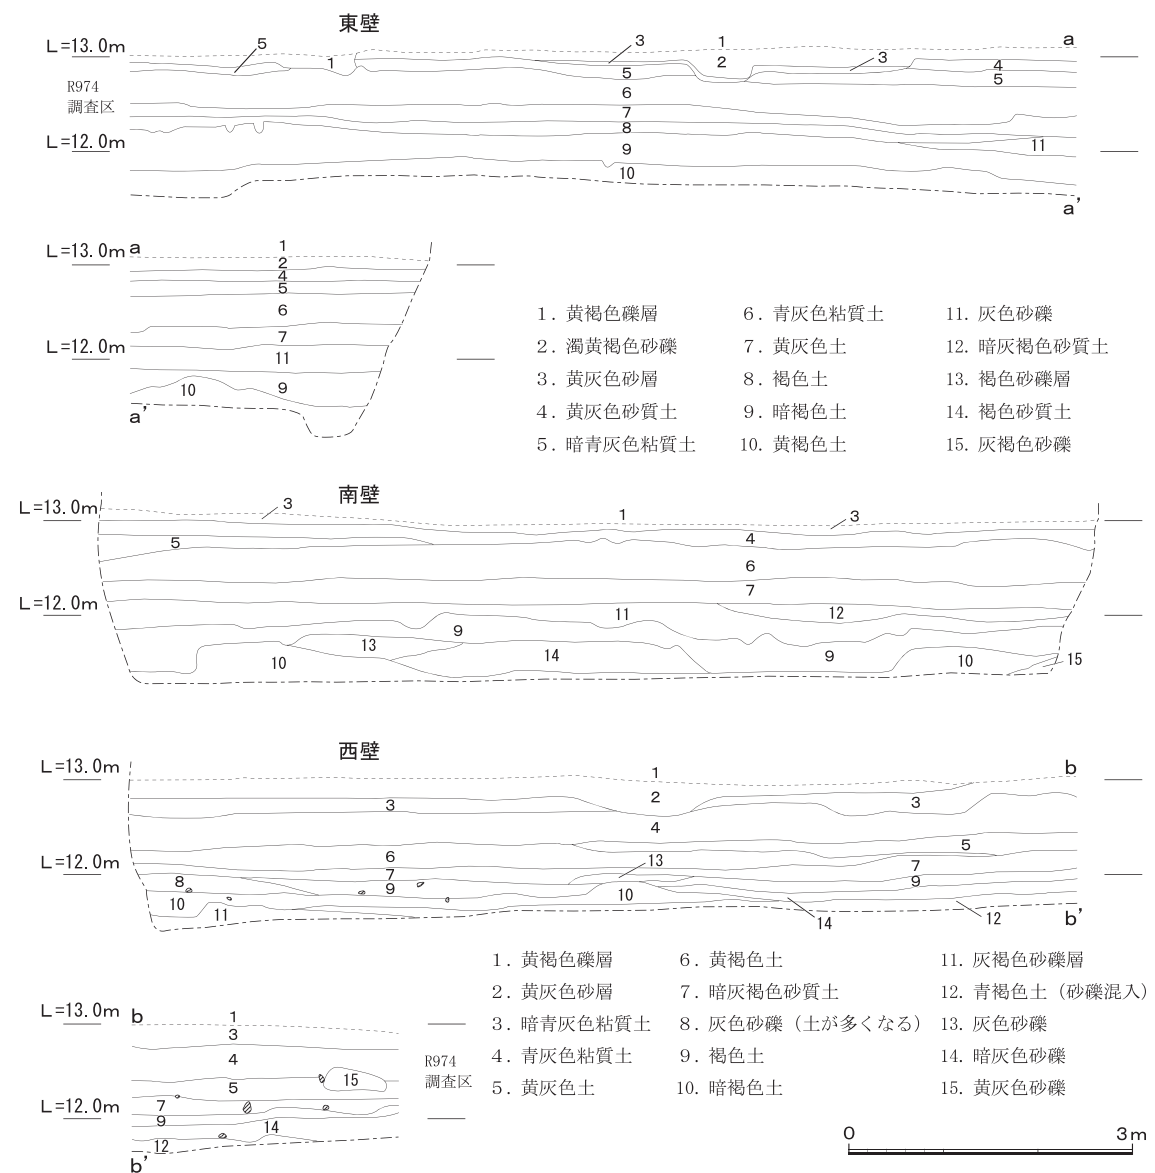 東壁
L=13.0m
5
1
3
1
2
3
a
4
5
5
R974
調査区
6
7
8
L=12.0m
9
11
10
a'
L=13.0m
a
1
2
4
5
6
L=12.0m
7
11
10
9
a'
1. 黄褐色礫層
2. 濁黄褐色砂礫
3. 黄灰色砂層
4. 黄灰色砂質土
5. 暗青灰色粘質土
6. 青灰色粘質土
7. 黄灰色土
8. 褐色土
9. 暗褐色土
10. 黄褐色土
11. 灰色砂礫
12. 暗灰褐色砂質土
13. 褐色砂礫層
14. 褐色砂質土
15. 灰褐色砂礫
南壁
L=13.0m
3
1
3
5
4
6
7
L=12.0m
11
12
9
13
10
14
9
10
15
西壁
L=13.0m
1
b
2
3
3
4
5
L=12.0m
6
13
7
7
8
9
9
10
10
11
14
12
b'
1. 黄褐色礫層
2. 黄灰色砂層
3. 暗青灰色粘質土
4. 青灰色粘質土
5. 黄灰色土
6. 黄褐色土
7. 暗灰褐色砂質土
8. 灰色砂礫（土が多くなる）
9. 褐色土
10. 暗褐色土
11. 灰褐色砂礫層
12. 青褐色土（砂礫混入）
13. 灰色砂礫
14. 暗灰色砂礫
15. 黄灰色砂礫
L=13.0m
b
1
3
4
R974
調査区
15
5
L=12.0m
7
9
14
12
b'
0
3m